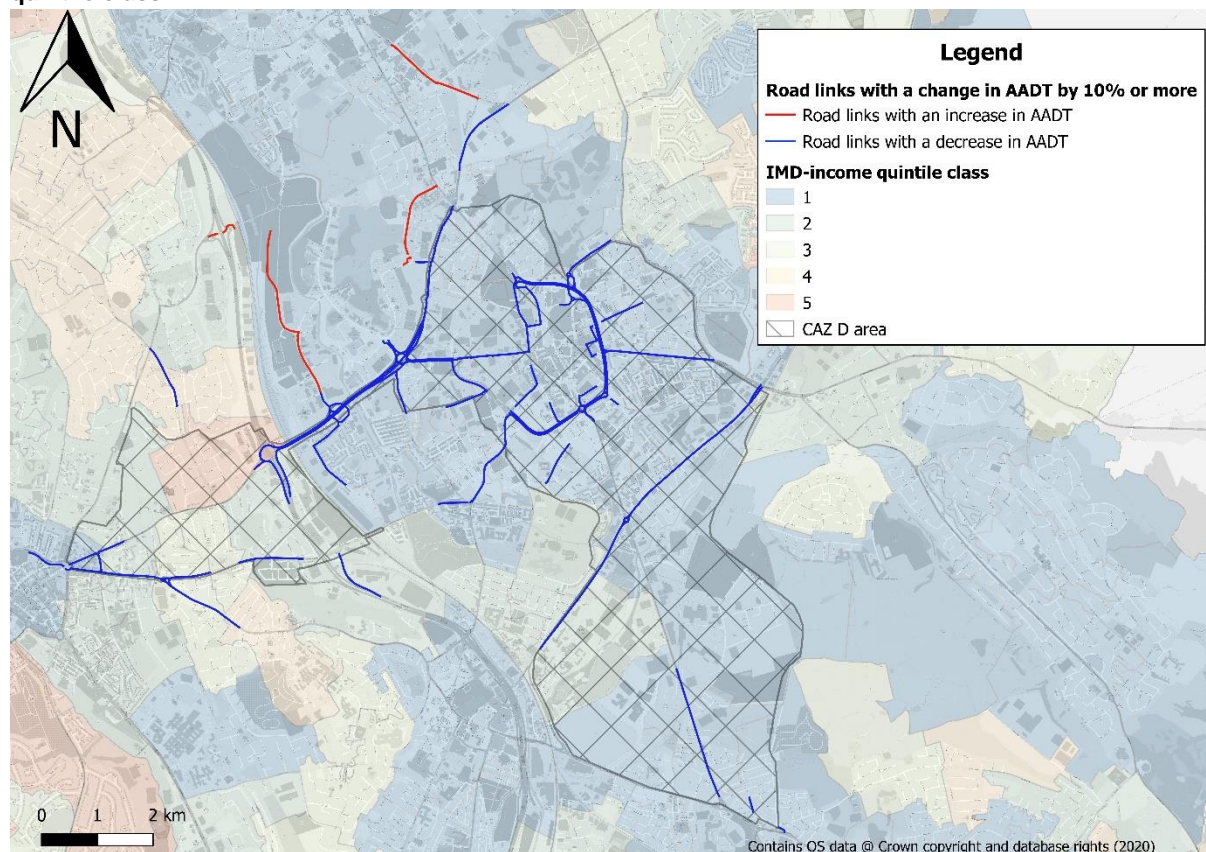 N
Legend
Road links with a change in AADT by 10% or more
Road links with an increase in AADT
Road links with a decrease in AADT
IMD-income quintile class
1
2
3
4
5
CAZ D area
0 1 2 km
Contains OS data @ Crown copyright and database rights (2020)